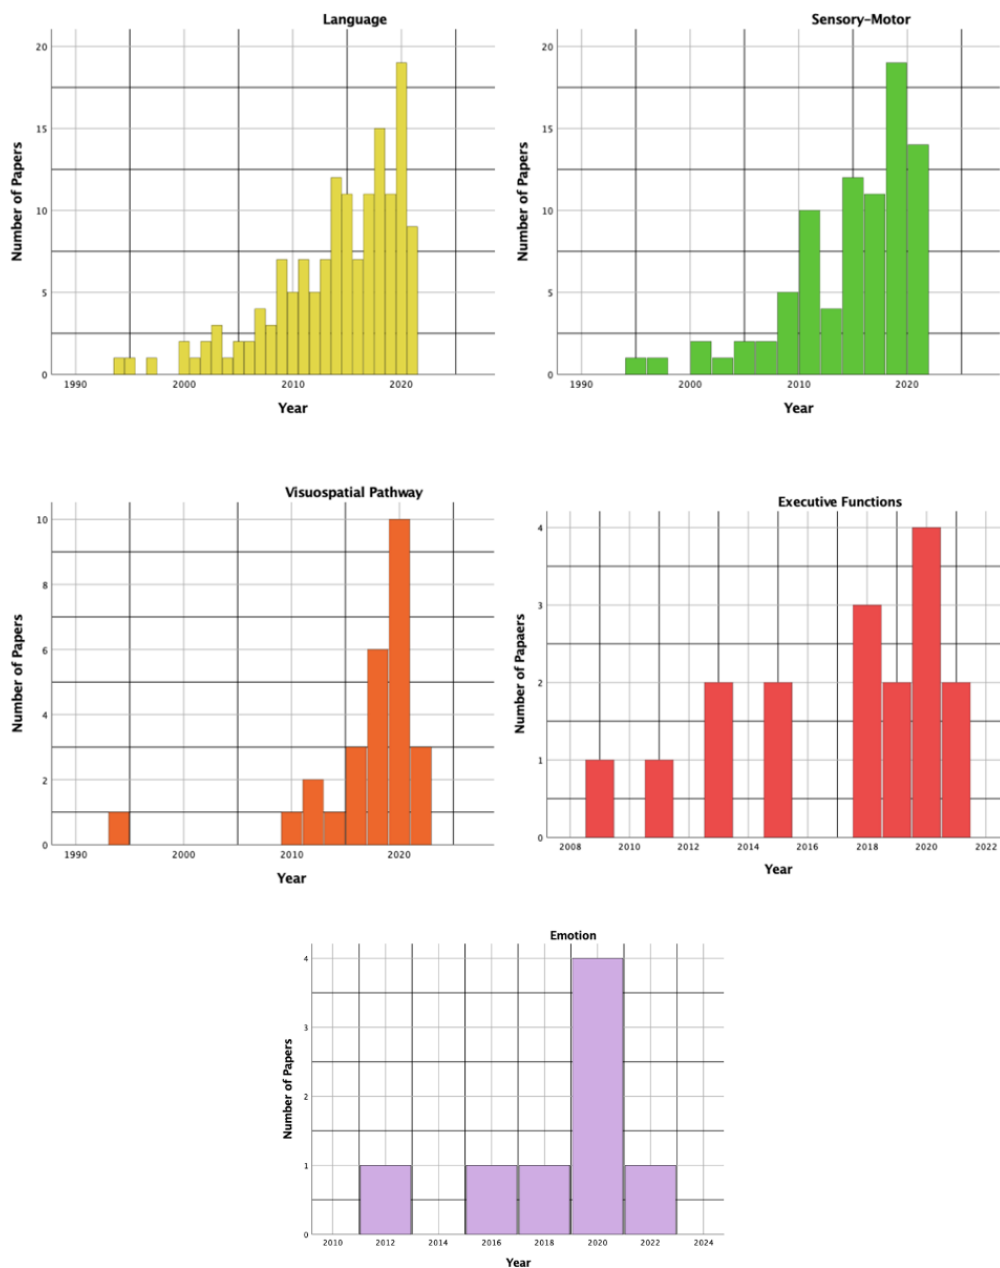 Language
20
15
10
5
0
Number of Papers
1990 2000 2010 2020
Year
Sensory-Motor
20
15
10
5
0
Number of Papers
1990 2000 2010 2020
Year
Visuospatial Pathway
10
8
6
4
2
0
Number of Papers
1990 2000 2010 2020
Year
Executive Functions
4
3
2
1
0
Number of Papaers
2008 2010 2012 2014 2016 2018 2020 2022
Year
Emotion
4
3
2
1
0
Number of Papers
2010 2012 2014 2016 2018 2020 2022 2024
Year